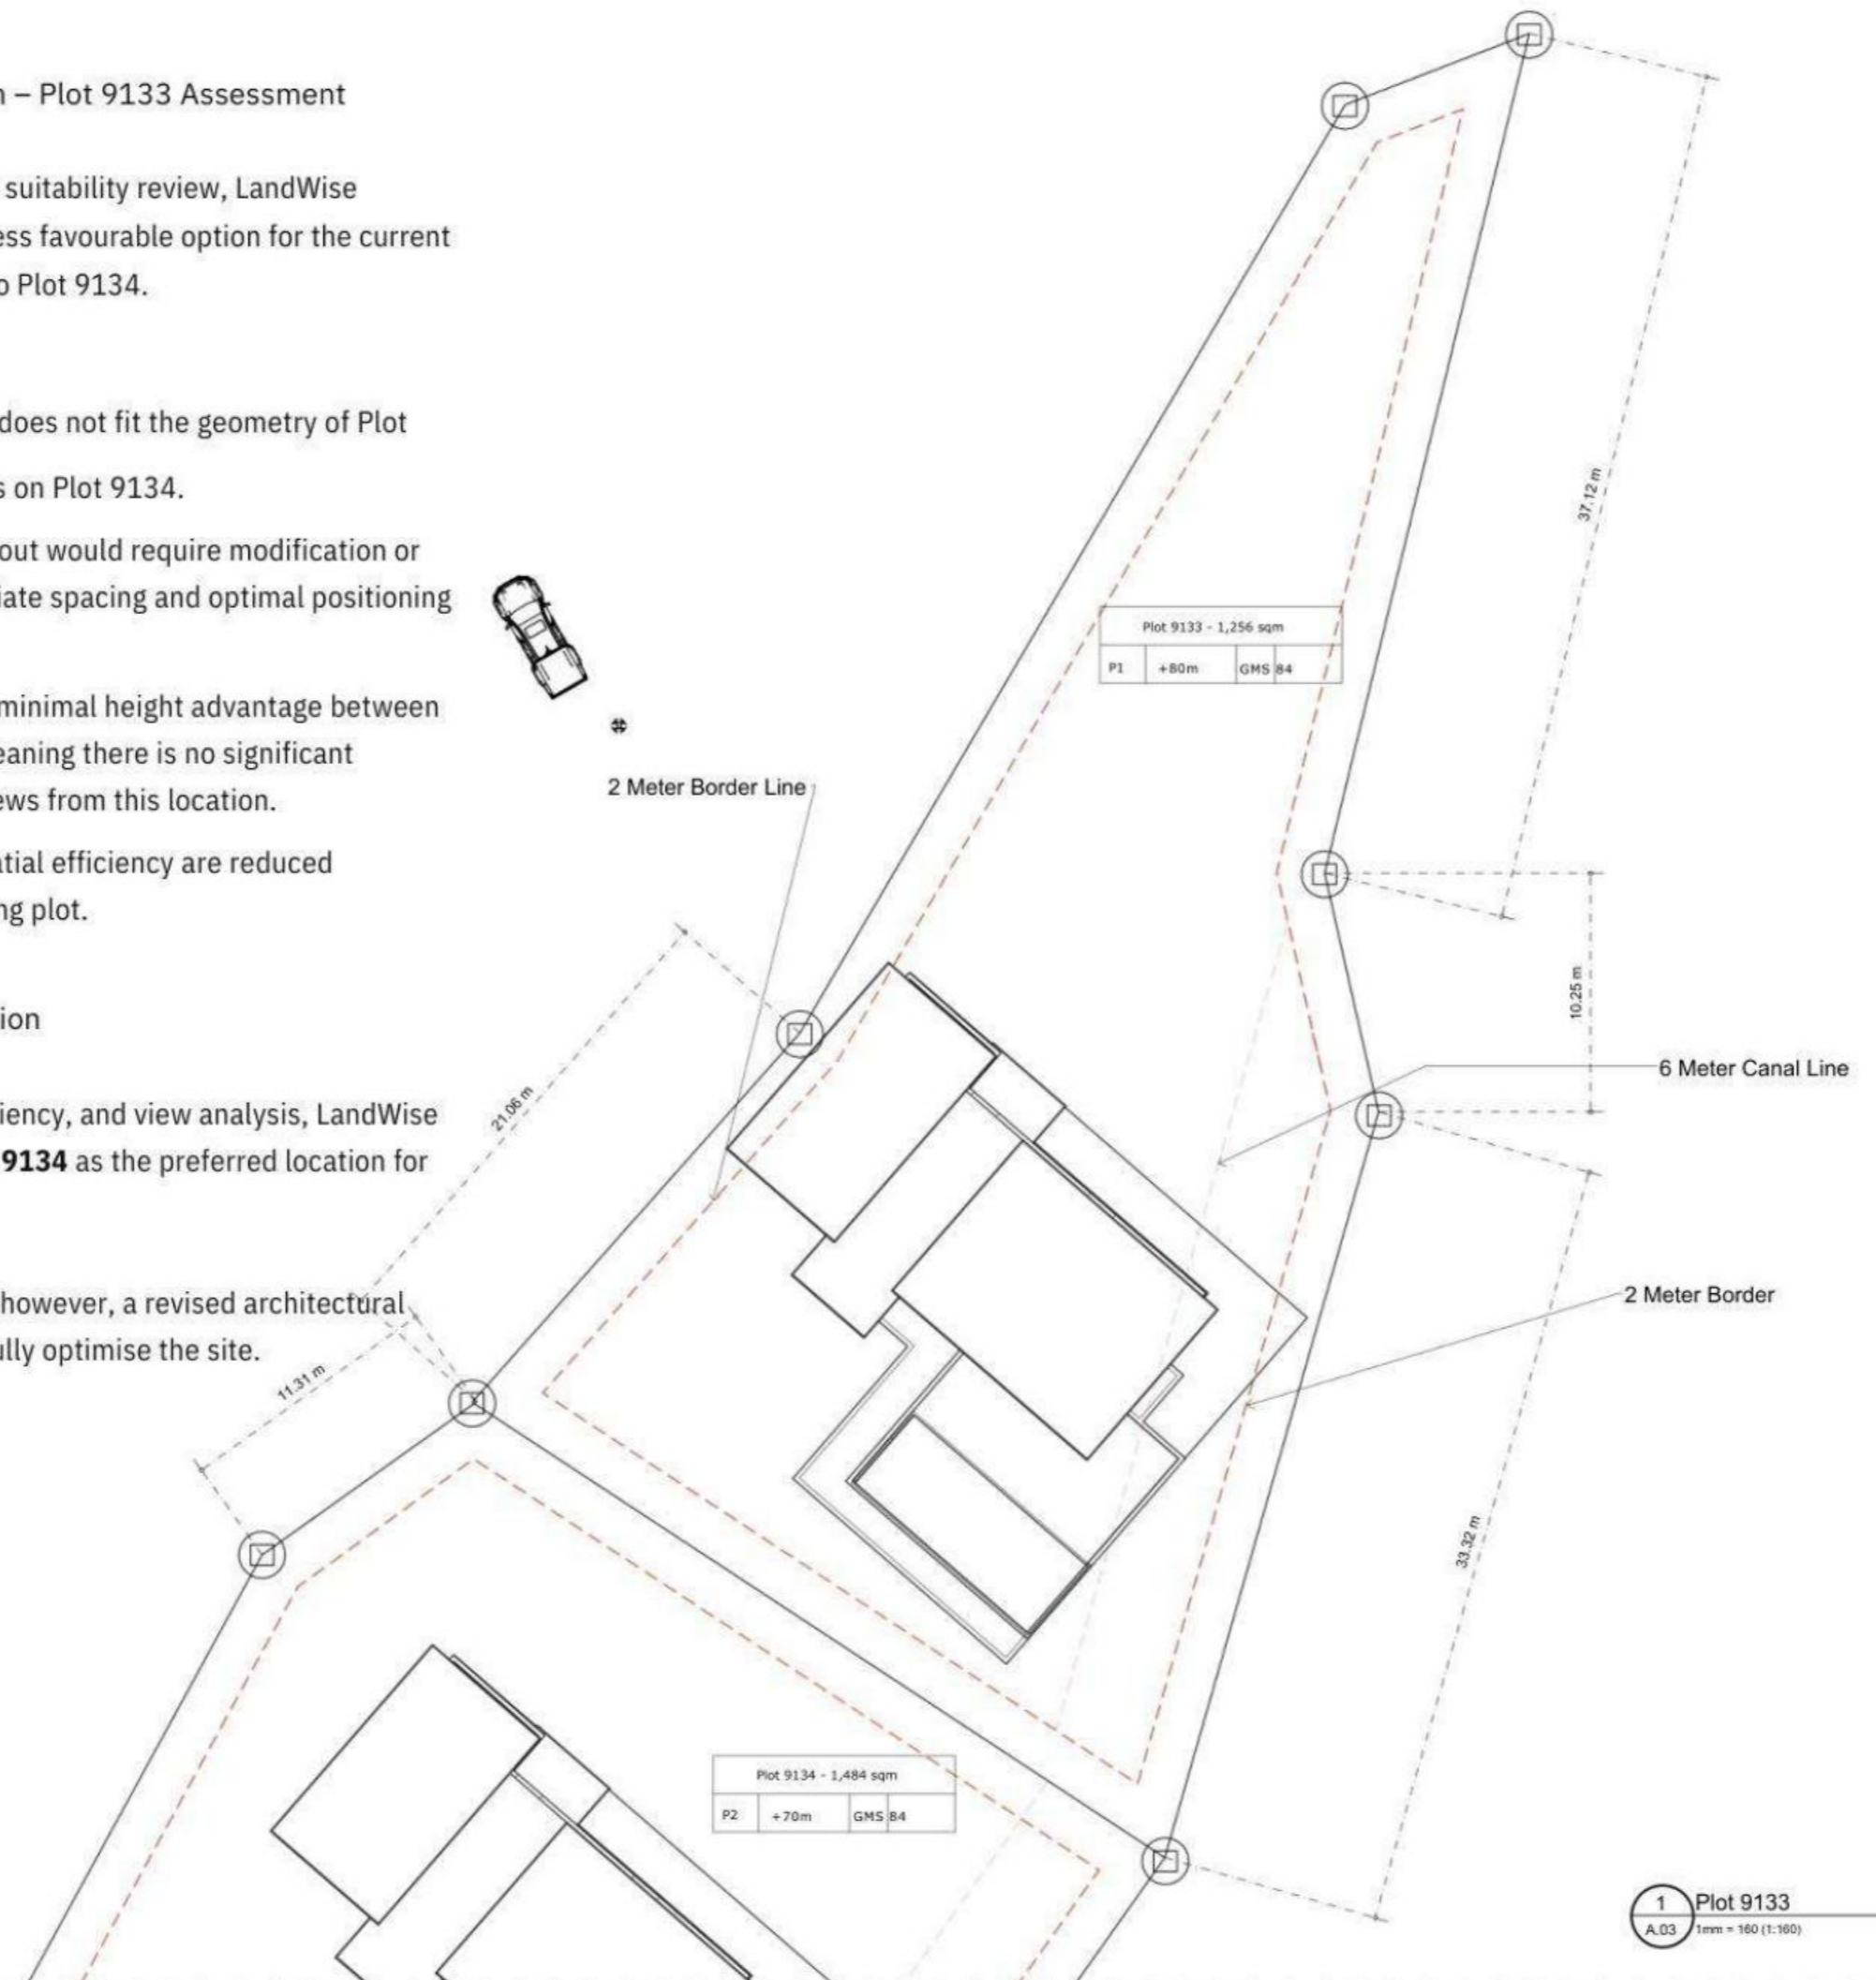 – Plot 9133 Assessment
suitability review, LandWise
ess favourable option for the current
o Plot 9134.
does not fit the geometry of Plot
s on Plot 9134.
out would require modification or
iate spacing and optimal positioning
minimal height advantage between
eaning there is no significant
ews from this location.
atial efficiency are reduced
ng plot.
ion
iency, and view analysis, LandWise
9134 as the preferred location for
however, a revised architectural
ully optimise the site.
2 Meter Border Line
21.06 m
11.31 m
Plot 9133 - 1,256 sqm
P1 +80m GMS 84
37.12 m
10.25 m
6 Meter Canal Line
2 Meter Border
33.32 m
Plot 9134 - 1,484 sqm
P2 +70m GMS 84
1 Plot 9133
A.03 1mm = 160 (1:160)